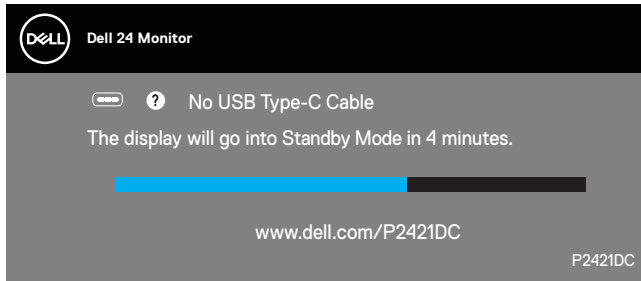 DELL
Dell 24 Monitor
? No USB Type-C Cable
The display will go into Standby Mode in 4 minutes.
www.dell.com/P2421DC
P2421DC